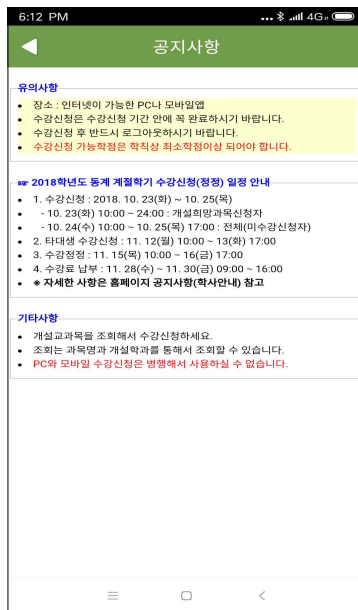 6:12 PM ... 4G
공지사항
유의사항
• 장소 : 인터넷이 가능한 PC나 모바일앱
• 수강신청은 수강신청 기간 안에 꼭 완료하시기 바랍니다.
• 수강신청 후 반드시 로그아웃하시기 바랍니다.
• 수강신청 가능학점은 학칙상 최소학점이상 되어야 합니다.
☞ 2018학년도 동계 계절학기 수강신청(정정) 일정 안내
• 1. 수강신청 : 2018. 10. 23(화) ~ 10. 25(목)
• - 10. 23(화) 10:00 ~ 24:00 : 개설희망과목신청자
• - 10. 24(수) 10:00 ~ 10. 25(목) 17:00 : 전체(미수강신청자)
• 2. 타대생 수강신청 : 11. 12(월) 10:00 ~ 13(화) 17:00
• 3. 수강정정 : 11. 15(목) 10:00 ~ 16(금) 17:00
• 4. 수강료 납부 : 11. 28(수) ~ 11. 30(금) 09:00 ~ 16:00
• ※ 자세한 사항은 홈페이지 공지사항(학사안내) 참고
기타사항
• 개설교과목을 조회해서 수강신청하세요.
• 조회는 과목명과 개설학과를 통해서 조회할 수 있습니다.
• PC와 모바일 수강신청은 병행해서 사용하실 수 없습니다.